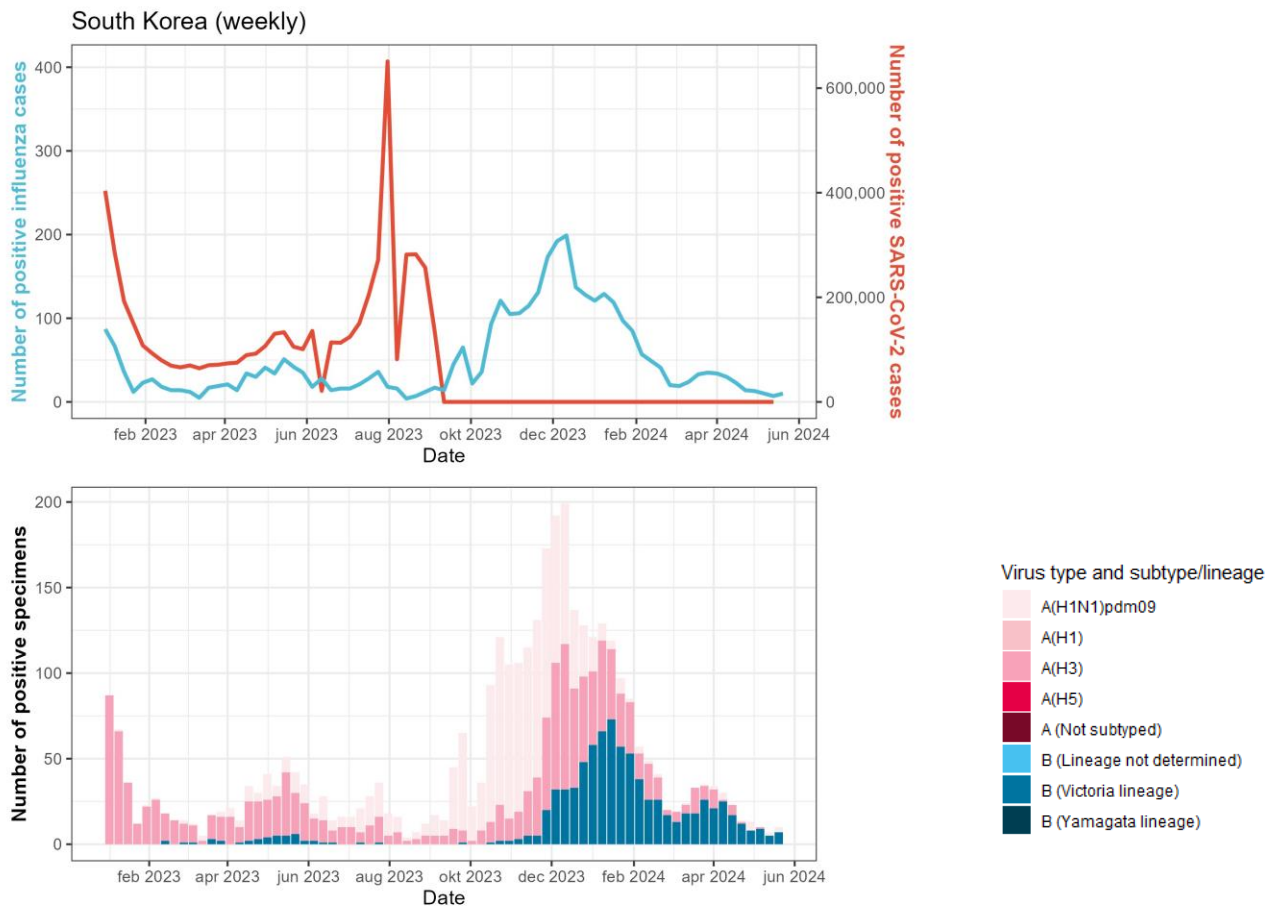 South Korea (weekly)
Number of positive influenza cases
400
300
200
100
0
600,000
400,000
200,000
0
Number of positive SARS-CoV-2 cases
feb 2023 apr 2023 jun 2023 aug 2023 okt 2023 dec 2023 feb 2024 apr 2024 jun 2024
Date
Number of positive specimens
200
150
100
50
0
feb 2023 apr 2023 jun 2023 aug 2023 okt 2023 dec 2023 feb 2024 apr 2024 jun 2024
Date
Virus type and subtype/lineage
A(H1N1)pdm09
A(H1)
A(H3)
A(H5)
A (Not subtyped)
B (Lineage not determined)
B (Victoria lineage)
B (Yamagata lineage)